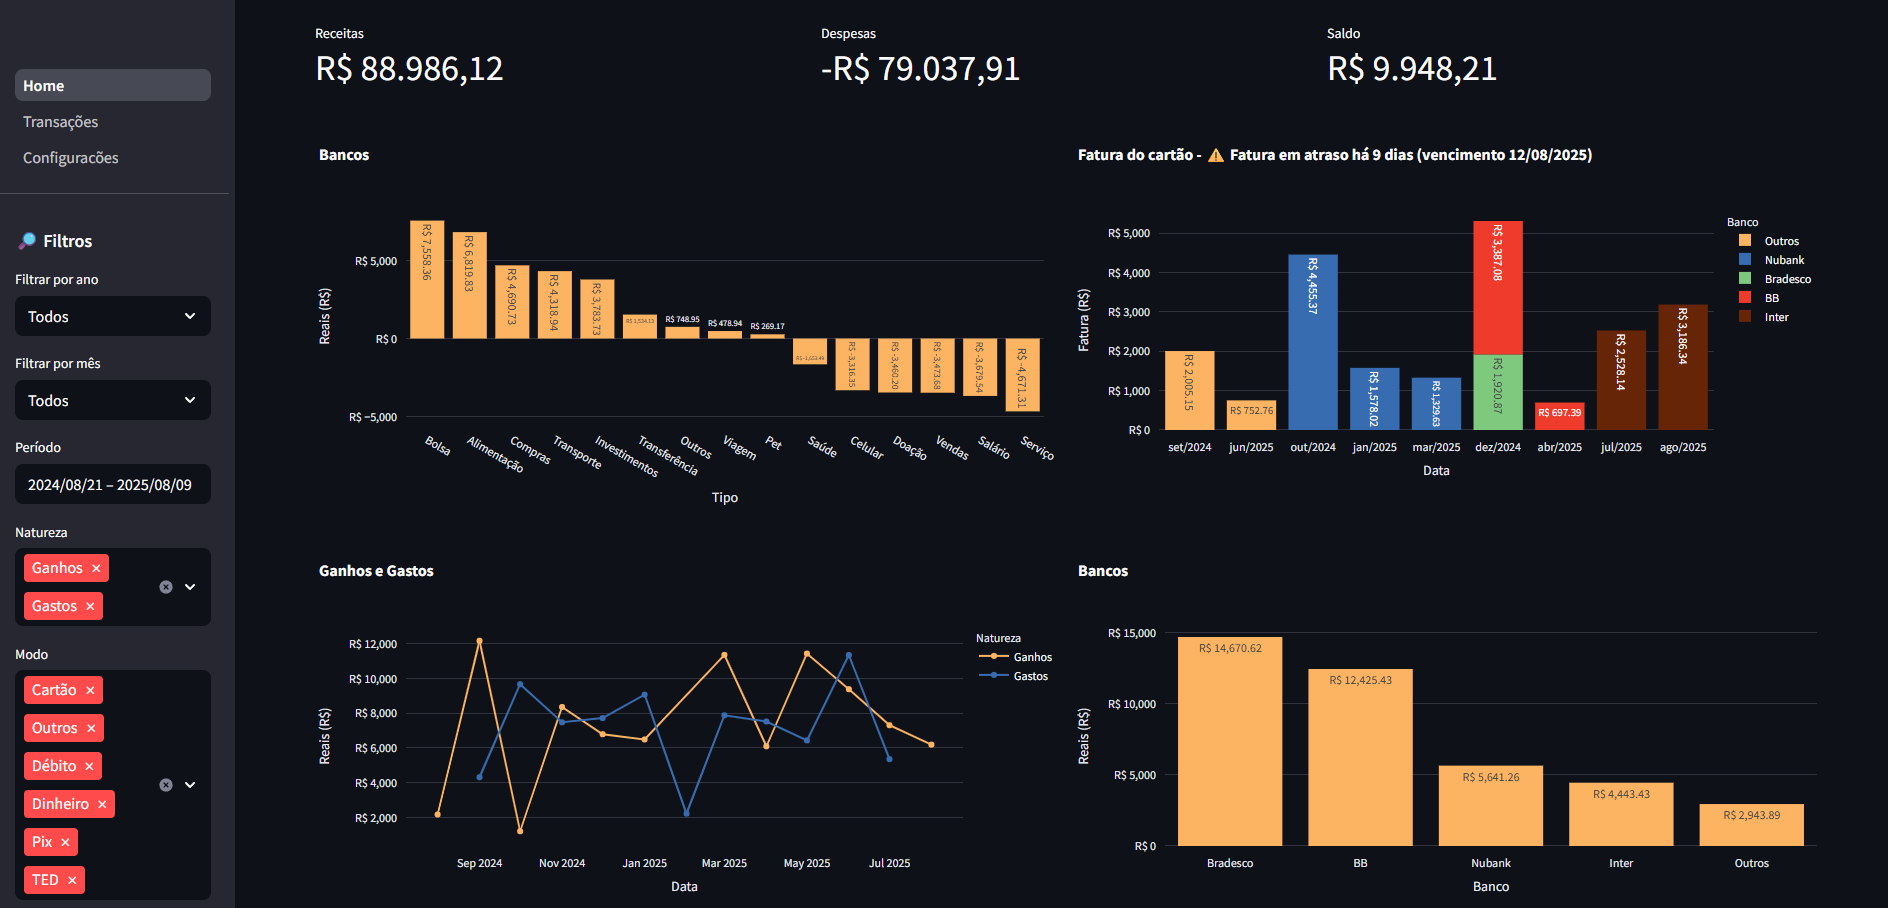 Home
Transações
Configuracões
🔎 Filtros
Filtrar por ano
Todos
Filtrar por mês
Todos
Período
2024/08/21 – 2025/08/09
Natureza
Ganhos ×
Gastos ×
Modo
Cartão ×
Outros ×
Débito ×
Dinheiro ×
Pix ×
TED ×
Receitas
R$ 88.986,12
Despesas
-R$ 79.037,91
Saldo
R$ 9.948,21
Bancos
Reais (R$)
R$ 5,000
R$ 0
R$ −5,000
R$ 7,558.36
R$ 6,819.83
R$ 4,690.73
R$ 4,318.94
R$ 3,783.73
R$ 748.95
R$ 478.94
R$ 269.17
R$ -3,316.35
R$ -3,460.20
R$ -3,473.68
R$ -3,679.54
R$ -4,671.31
Bolsa
Alimentação
Compras
Transporte
Investimentos
Transferência
Outros
Viagem
Pet
Saúde
Celular
Doação
Vendas
Salário
Serviço
Tipo
Fatura do cartão - ⚠️ Fatura em atraso há 9 dias (vencimento 12/08/2025)
Fatura (R$)
R$ 5,000
R$ 4,000
R$ 3,000
R$ 2,000
R$ 1,000
R$ 0
R$ 2,005.15
R$ 752.76
R$ 4,455.37
R$ 1,578.02
R$ 1,329.63
R$ 3,387.08
R$ 1,920.87
R$ 697.39
R$ 2,528.14
R$ 3,186.34
set/2024
jun/2025
out/2024
jan/2025
mar/2025
dez/2024
abr/2025
jul/2025
ago/2025
Data
Banco
Outros
Nubank
Bradesco
BB
Inter
Ganhos e Gastos
Reais (R$)
R$ 12,000
R$ 10,000
R$ 8,000
R$ 6,000
R$ 4,000
R$ 2,000
Sep 2024
Nov 2024
Jan 2025
Mar 2025
May 2025
Jul 2025
Data
Natureza
Ganhos
Gastos
Bancos
Reais (R$)
R$ 15,000
R$ 10,000
R$ 5,000
R$ 0
R$ 14,670.62
R$ 12,425.43
R$ 5,641.26
R$ 4,443.43
R$ 2,943.89
Bradesco
BB
Nubank
Inter
Outros
Banco